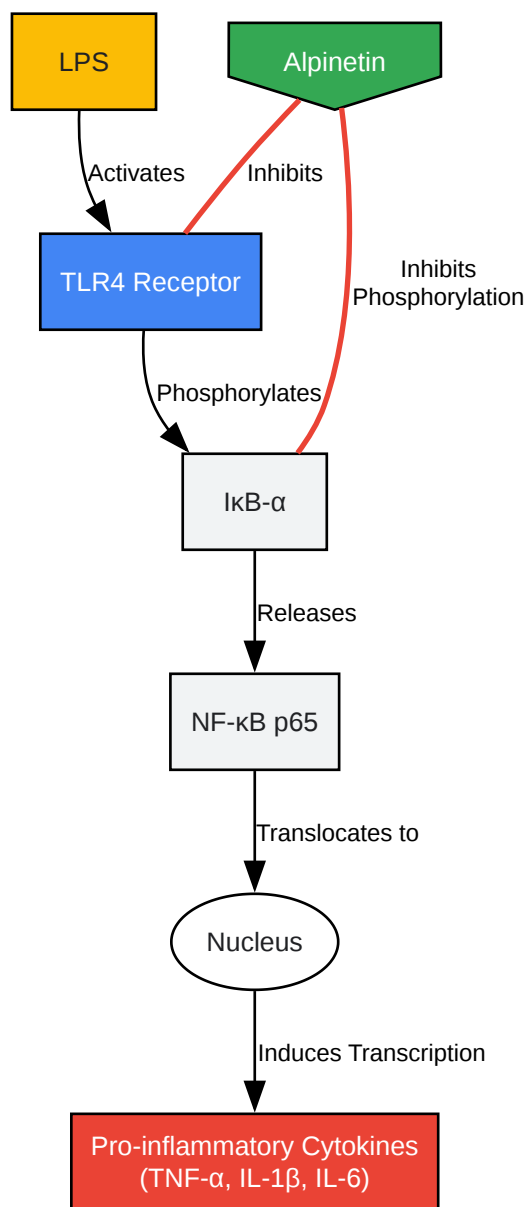 LPS
Alpinetin
Activates
Inhibits
TLR4 Receptor
Inhibits
Phosphorylation
Phosphorylates
IκB-α
Releases
NF-κB p65
Translocates to
Nucleus
Induces Transcription
Pro-inflammatory Cytokines
(TNF-α, IL-1β, IL-6)